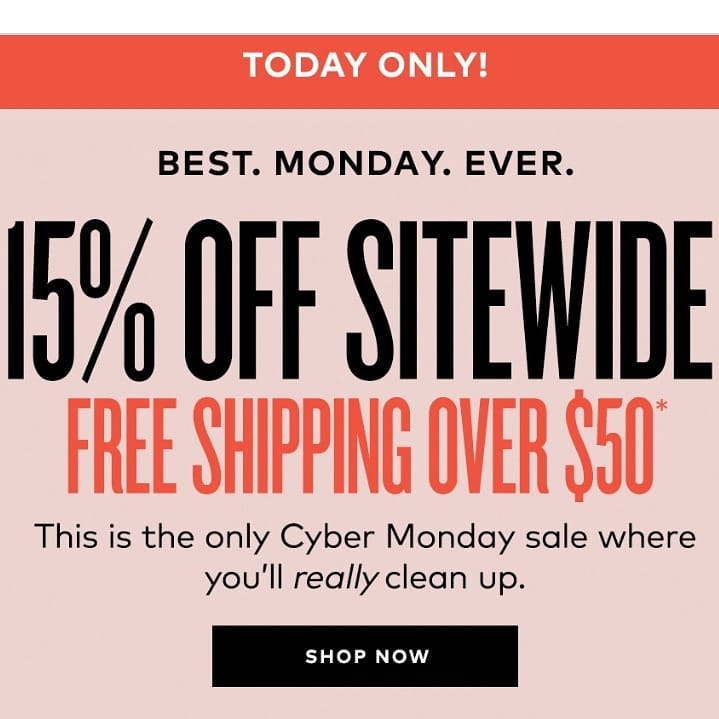 TODAY ONLY!
BEST. MONDAY. EVER.
15% OFF SITEWIDE
FREE SHIPPING OVER $50*
This is the only Cyber Monday sale where
you'll really clean up.
SHOP NOW